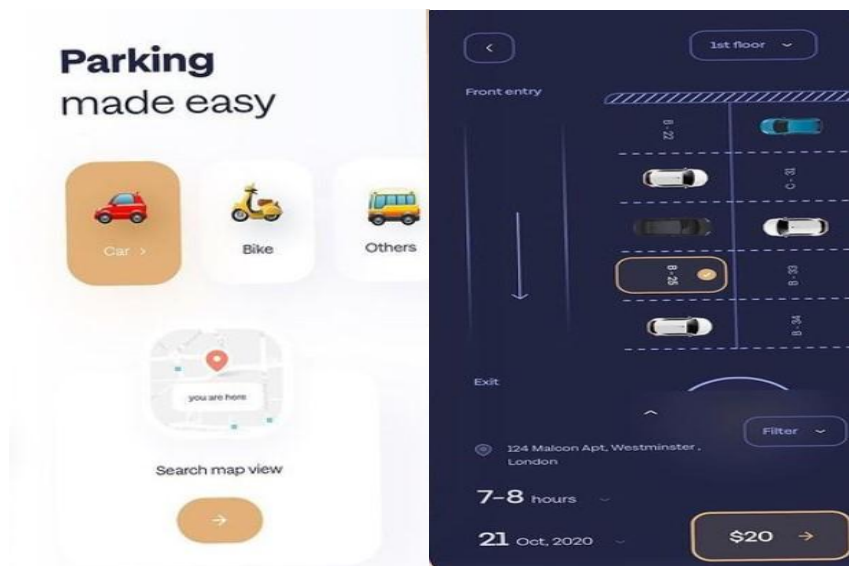 Parking
made easy
Car ›
Bike
Others
you are here
Search map view
1st floor
Front entry
B - 22
C - 31
B - 25
B - 33
B - 34
Exit
Filter
124 Malcon Apt, Westminster,
London
7-8 hours
21 Oct, 2020
$20